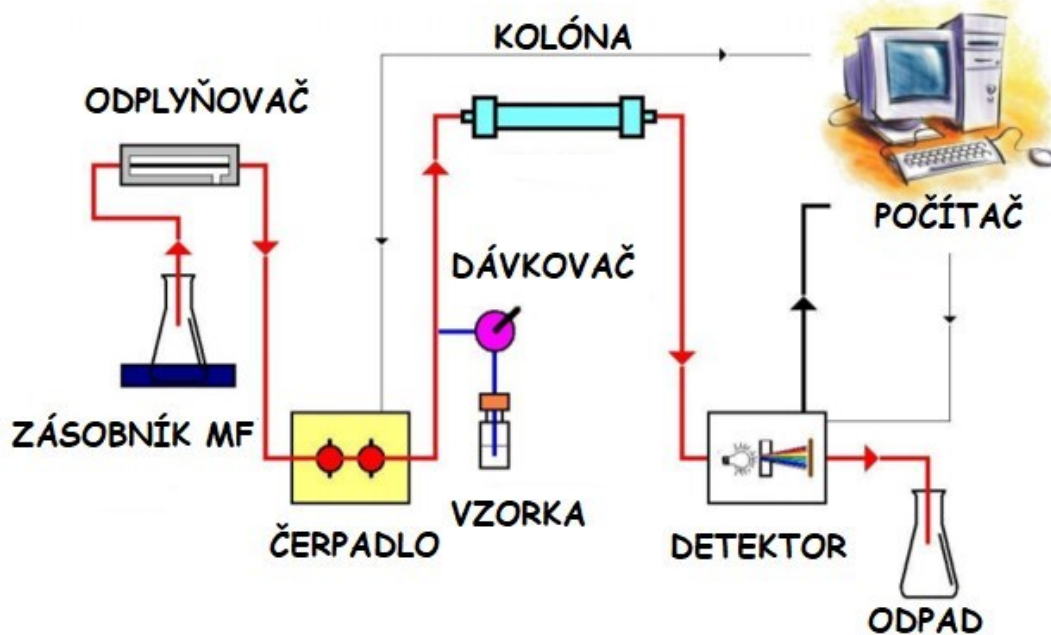 KOLÓNA
ODPLYŇOVAČ
POČÍTAČ
DÁVKOVAČ
ZÁSOBNÍK MF
VZORKA
ČERPADLO
DETEKTOR
ODPAD